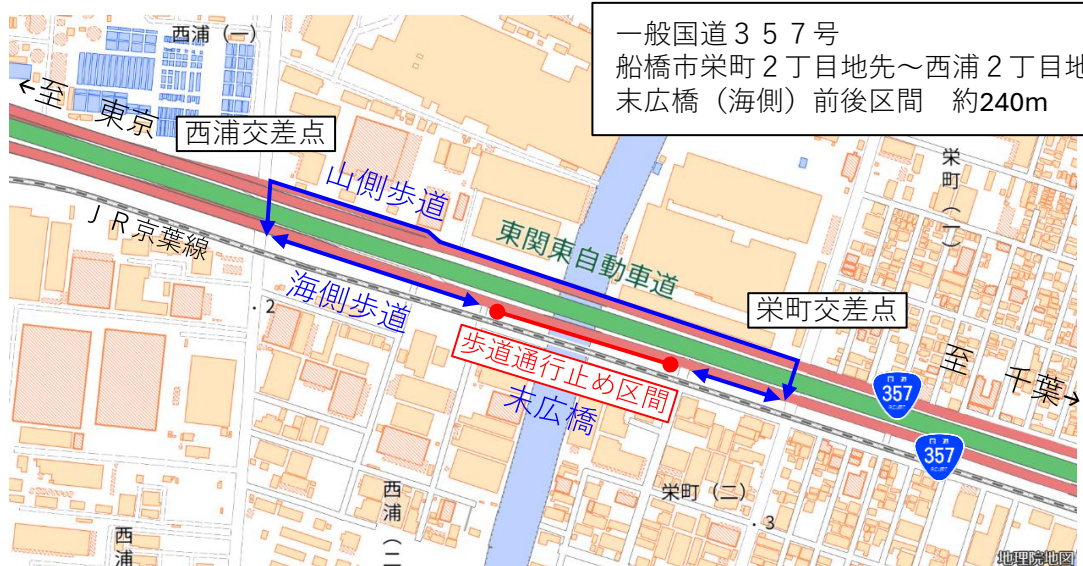 一般国道３５７号
船橋市栄町２丁目地先～西浦２丁目地
末広橋（海側）前後区間　約240m
西浦（一）
←至　東京
西浦交差点
山側歩道
ＪＲ京葉線
東関東自動車道
栄町（一）
海側歩道
栄町交差点
・2
歩道通行止め区間
至　千葉→
末広橋
国道
357
国道
357
西浦（二）
栄町（二）
・3
西浦
地理院地図